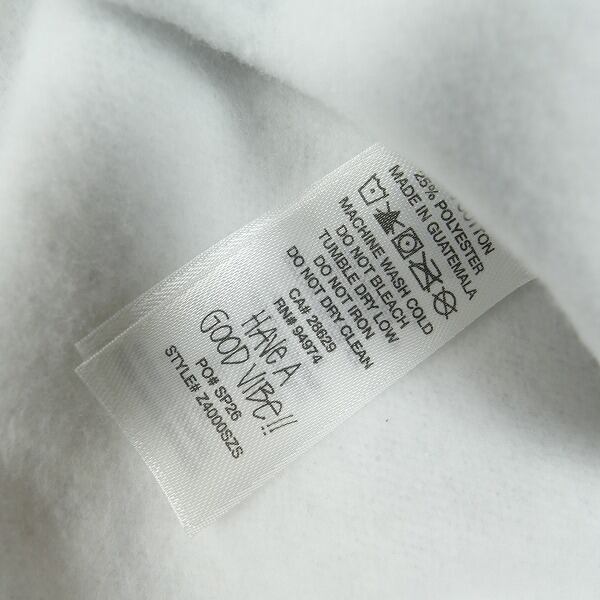 COTTON
25% POLYESTER
MADE IN GUATEMALA
MACHINE WASH COLD
DO NOT BLEACH
TUMBLE DRY LOW
DO NOT IRON
DO NOT DRY CLEAN
CA# 28629
RN# 94974
HAVE A
GOOD VIBE!!
PO# SP26
STYLE# Z4000SZS